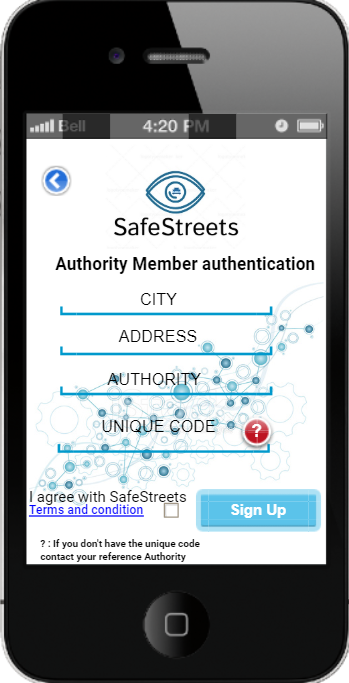 Bell 4:20 PM
SafeStreets
Authority Member authentication
CITY
ADDRESS
AUTHORITY
UNIQUE CODE ?
I agree with SafeStreets
Terms and condition
Sign Up
? : If you don't have the unique code
contact your reference Authority